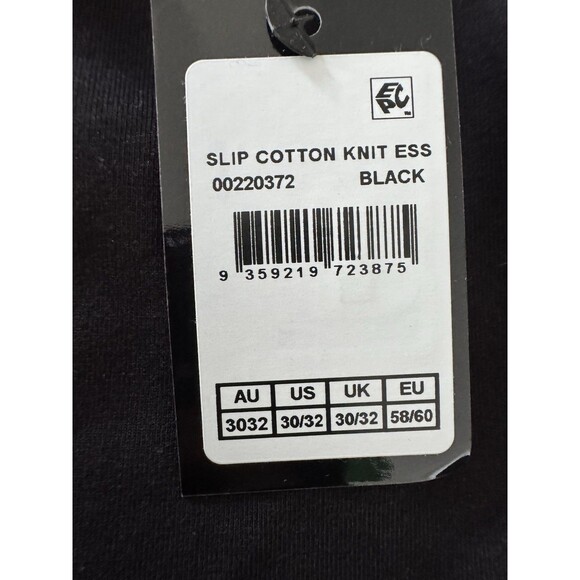 EPC™
SLIP COTTON KNIT ESS
00220372 BLACK
9 359219 723875
AU US UK EU
3032 30/32 30/32 58/60